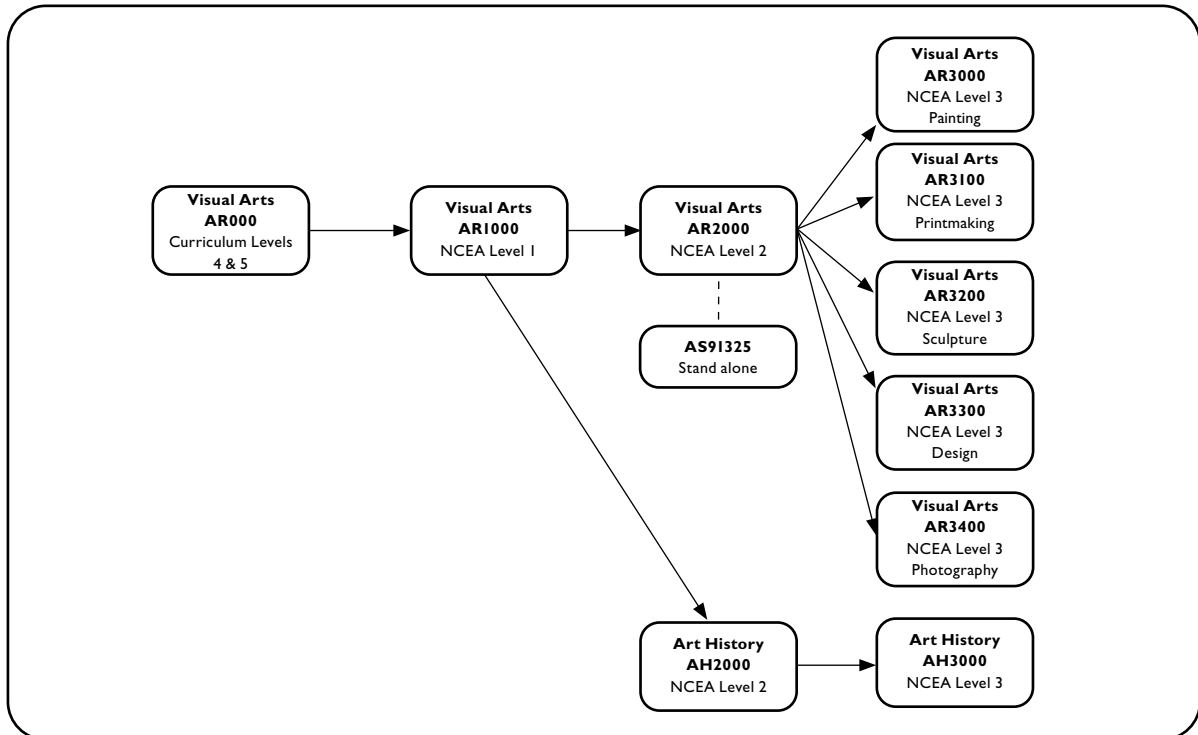 Visual Arts
AR000
Curriculum Levels
4 & 5
Visual Arts
AR1000
NCEA Level 1
Visual Arts
AR2000
NCEA Level 2
AS91325
Stand alone
Visual Arts
AR3000
NCEA Level 3
Painting
Visual Arts
AR3100
NCEA Level 3
Printmaking
Visual Arts
AR3200
NCEA Level 3
Sculpture
Visual Arts
AR3300
NCEA Level 3
Design
Visual Arts
AR3400
NCEA Level 3
Photography
Art History
AH2000
NCEA Level 2
Art History
AH3000
NCEA Level 3